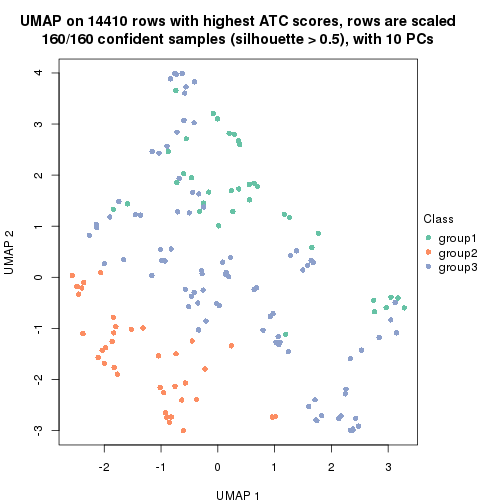 UMAP on 14410 rows with highest ATC scores, rows are scaled
160/160 confident samples (silhouette > 0.5), with 10 PCs
4
3
2
1
0
-1
-2
-3
UMAP 2
-2
-1
0
1
2
3
UMAP 1
Class
group1
group2
group3